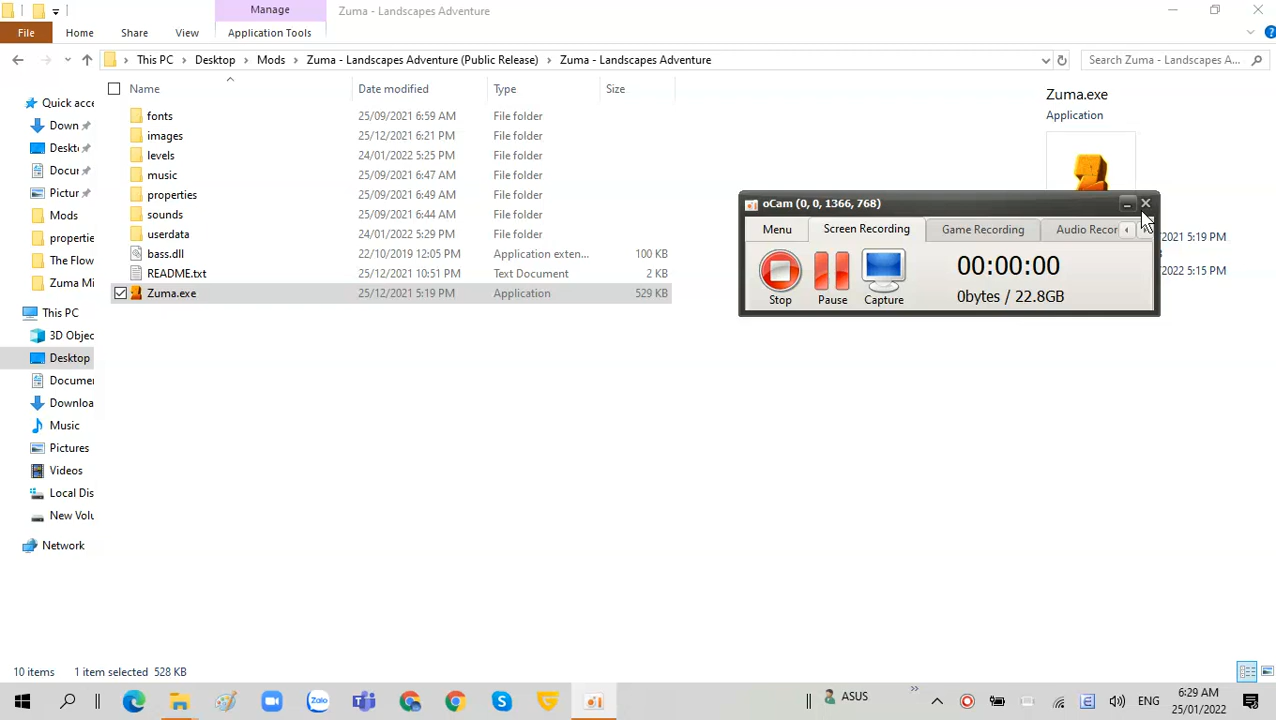 Manage
Zuma - Landscapes Adventure
File
Home
Share
View
Application Tools
This PC
Desktop
Mods
Zuma - Landscapes Adventure (Public Release)
Zuma - Landscapes Adventure
Search Zuma - Landscapes A...
Name
Date modified
Type
Size
fonts 25/09/2021 6:59 AM File folder
images 25/12/2021 6:21 PM File folder
levels 24/01/2022 5:25 PM File folder
music 25/09/2021 6:47 AM File folder
properties 25/09/2021 6:49 AM File folder
sounds 25/09/2021 6:44 AM File folder
userdata 24/01/2022 5:29 PM File folder
bass.dll 22/10/2019 12:05 PM Application exten... 100 KB
README.txt 25/12/2021 10:51 PM Text Document 2 KB
Zuma.exe 25/12/2021 5:19 PM Application 529 KB
Quick acce
Down
Deskt
Docur
Pictur
Mods
properti
The Flow
Zuma Mi
This PC
3D Objec
Desktop
Documen
Downloa
Music
Pictures
Videos
Local Dis
New Volu
Network
Zuma.exe
Application
2021 5:19 PM
2022 5:15 PM
oCam (0, 0, 1366, 768)
Menu
Screen Recording
Game Recording
Audio Recor
Stop
Pause
Capture
00:00:00
0bytes / 22.8GB
10 items
1 item selected 528 KB
Zalo
ASUS
ENG
6:29 AM
25/01/2022